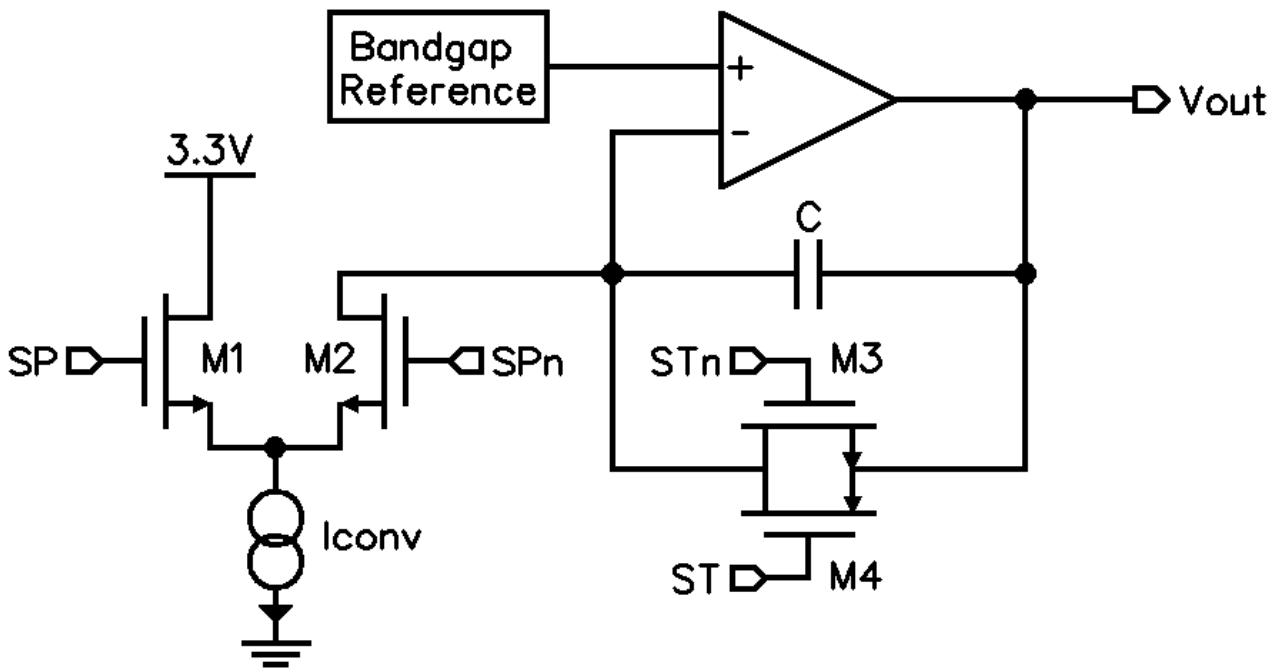 Bandgap
Reference
+
-
Vout
3.3V
C
SP
M1
M2
SPn
STn
M3
Iconv
ST
M4